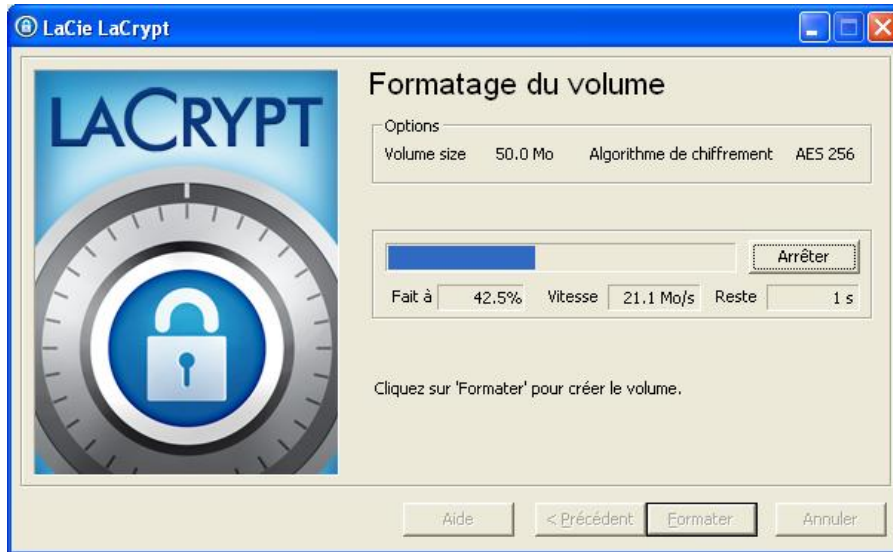 LaCie LaCrypt
LACRYPT
Formatage du volume
Options
Volume size 50.0 Mo Algorithme de chiffrement AES 256
Arrêter
Fait à 42.5% Vitesse 21.1 Mo/s Reste 1 s
Cliquez sur 'Formater' pour créer le volume.
Aide < Précédent Formater Annuler